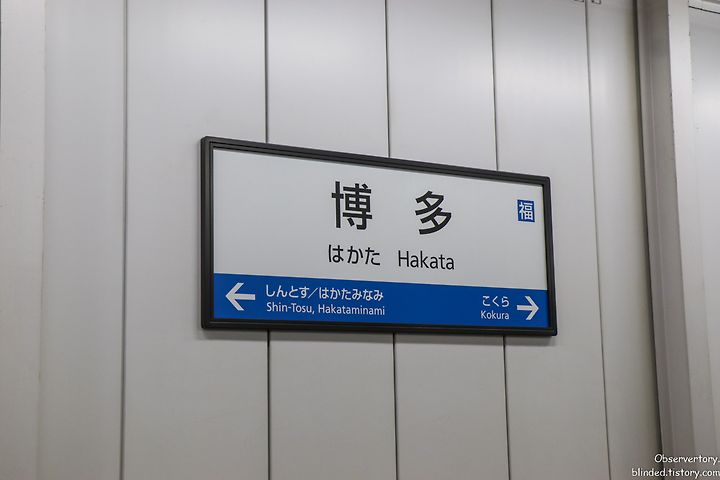 博多
福
はかた Hakata
← しんとす/はかたみなみ
Shin-Tosu, Hakataminami
こくら →
Kokura
Observertory.
blinded.tistory.com